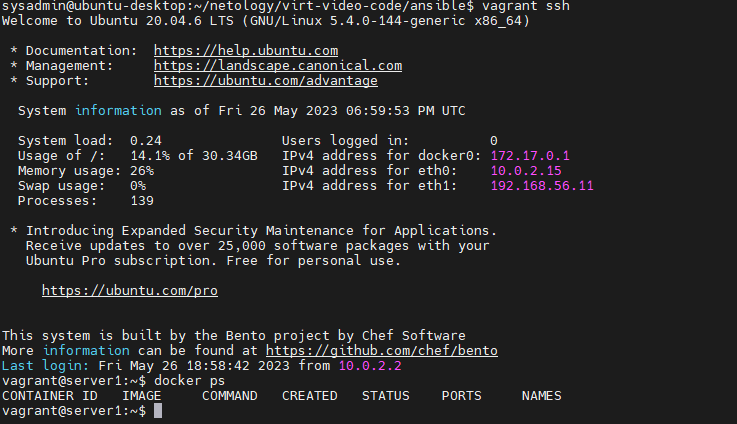 sysadmin@ubuntu-desktop:~/netology/virt-video-code/ansible$ vagrant ssh
Welcome to Ubuntu 20.04.6 LTS (GNU/Linux 5.4.0-144-generic x86_64)
* Documentation:  https://help.ubuntu.com
* Management:     https://landscape.canonical.com
* Support:        https://ubuntu.com/advantage
System information as of Fri 26 May 2023 06:59:53 PM UTC
System load:  0.24               Users logged in:          0
Usage of /:   14.1% of 30.34GB   IPv4 address for docker0: 172.17.0.1
Memory usage: 26%                IPv4 address for eth0:    10.0.2.15
Swap usage:   0%                 IPv4 address for eth1:    192.168.56.11
Processes:    139
* Introducing Expanded Security Maintenance for Applications.
Receive updates to over 25,000 software packages with your
Ubuntu Pro subscription. Free for personal use.
https://ubuntu.com/pro
This system is built by the Bento project by Chef Software
More information can be found at https://github.com/chef/bento
Last login: Fri May 26 18:58:42 2023 from 10.0.2.2
vagrant@server1:~$ docker ps
CONTAINER ID   IMAGE     COMMAND   CREATED   STATUS    PORTS     NAMES
vagrant@server1:~$